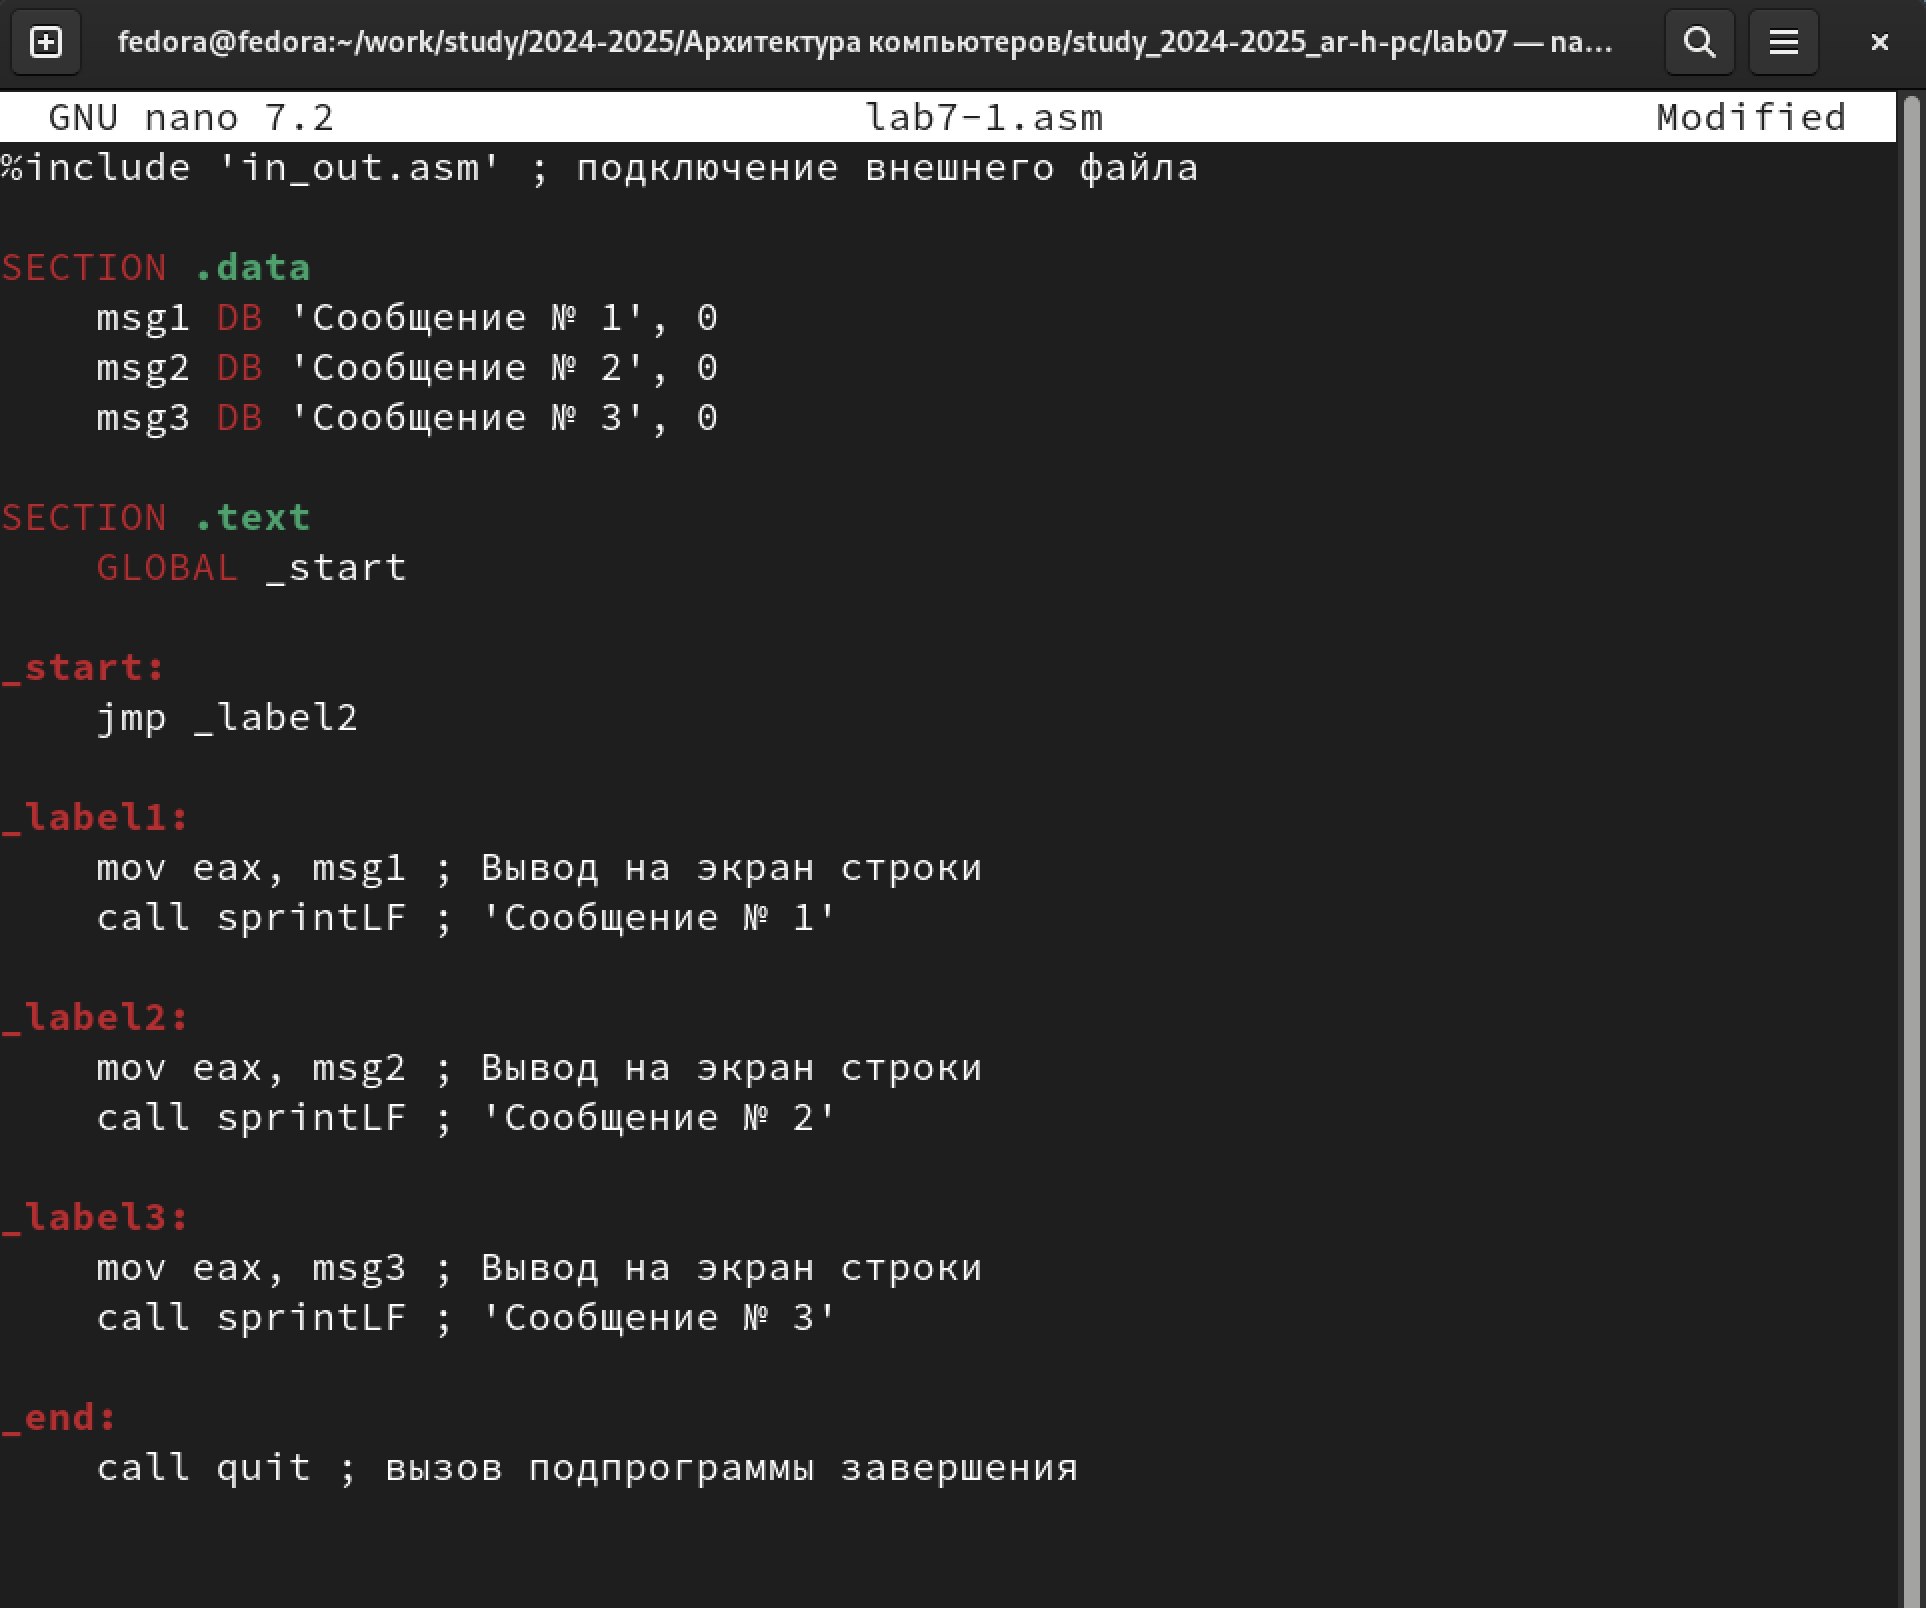 fedora@fedora:~/work/study/2024-2025/Архитектура компьютеров/study_2024-2025_ar-h-pc/lab07 — na...
GNU nano 7.2 lab7-1.asm Modified
%include 'in_out.asm' ; подключение внешнего файла
SECTION .data
msg1 DB 'Сообщение № 1', 0
msg2 DB 'Сообщение № 2', 0
msg3 DB 'Сообщение № 3', 0
SECTION .text
GLOBAL _start
_start:
jmp _label2
_label1:
mov eax, msg1 ; Вывод на экран строки
call sprintLF ; 'Сообщение № 1'
_label2:
mov eax, msg2 ; Вывод на экран строки
call sprintLF ; 'Сообщение № 2'
_label3:
mov eax, msg3 ; Вывод на экран строки
call sprintLF ; 'Сообщение № 3'
_end:
call quit ; вызов подпрограммы завершения